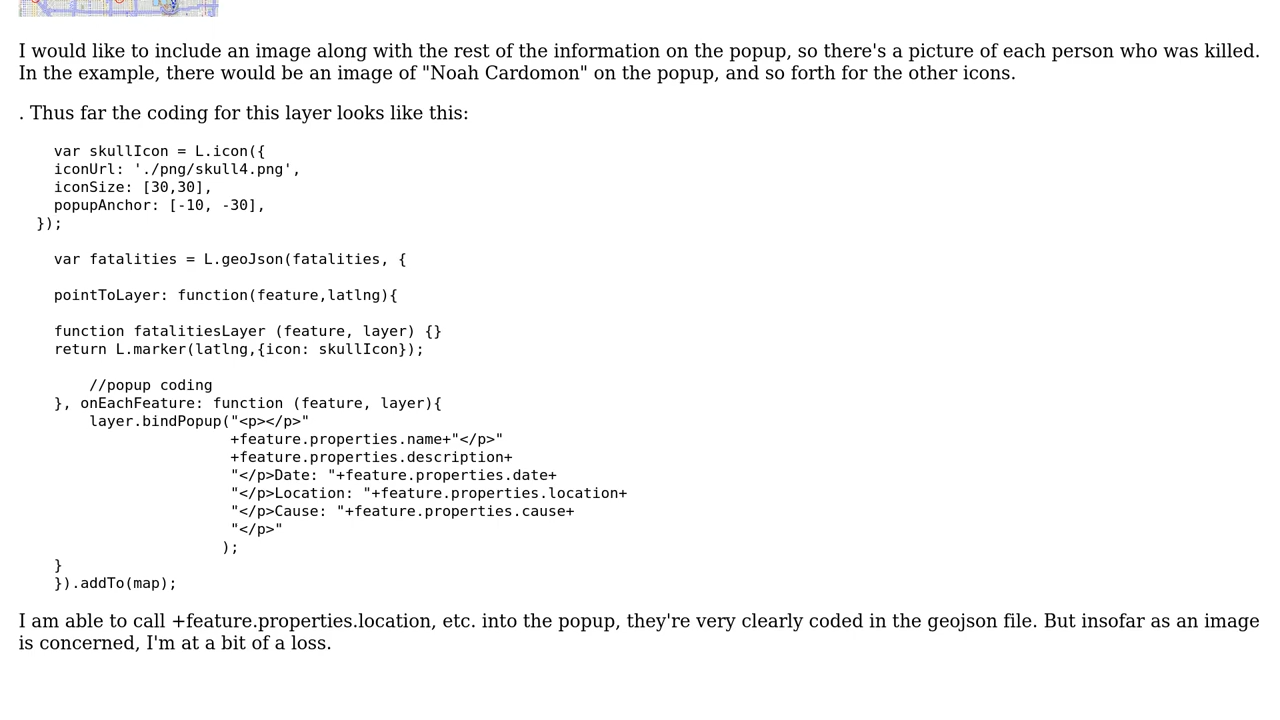 I would like to include an image along with the rest of the information on the popup, so there's a picture of each person who was killed.
In the example, there would be an image of "Noah Cardomon" on the popup, and so forth for the other icons.
. Thus far the coding for this layer looks like this:
var skullIcon = L.icon({
iconUrl: './png/skull4.png',
iconSize: [30,30],
popupAnchor: [-10, -30],
});
var fatalities = L.geoJson(fatalities, {
pointToLayer: function(feature,latlng){
function fatalitiesLayer (feature, layer) {}
return L.marker(latlng,{icon: skullIcon});
//popup coding
}, onEachFeature: function (feature, layer){
layer.bindPopup("<p></p>"
+feature.properties.name+"</p>"
+feature.properties.description+
"</p>Date: "+feature.properties.date+
"</p>Location: "+feature.properties.location+
"</p>Cause: "+feature.properties.cause+
"</p>"
);
}
}).addTo(map);
I am able to call +feature.properties.location, etc. into the popup, they're very clearly coded in the geojson file. But insofar as an image
is concerned, I'm at a bit of a loss.